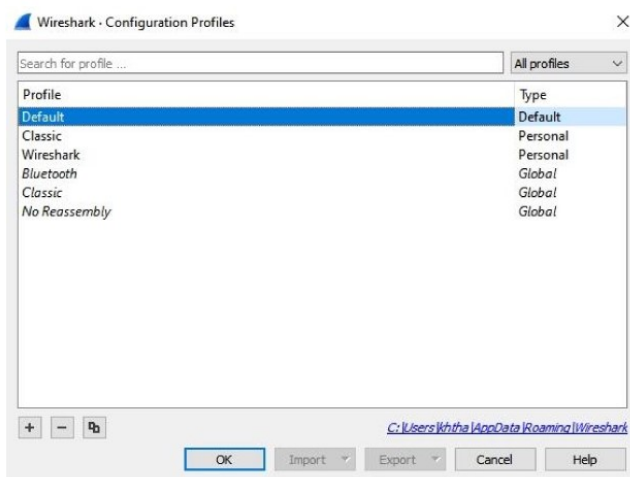 Wireshark · Configuration Profiles
Search for profile ...
All profiles
Profile Type
Default Default
Classic Personal
Wireshark Personal
Bluetooth Global
Classic Global
No Reassembly Global
C:\Users\khtha\AppData\Roaming\Wireshark
OK Import Export Cancel Help